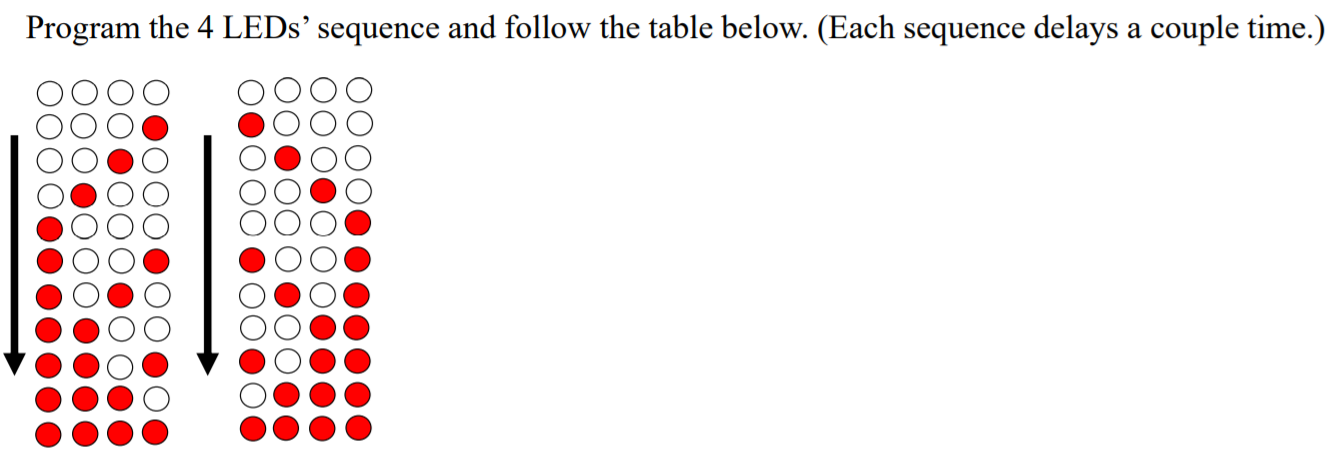 Program the 4 LEDs’ sequence and follow the table below. (Each sequence delays a couple time.)